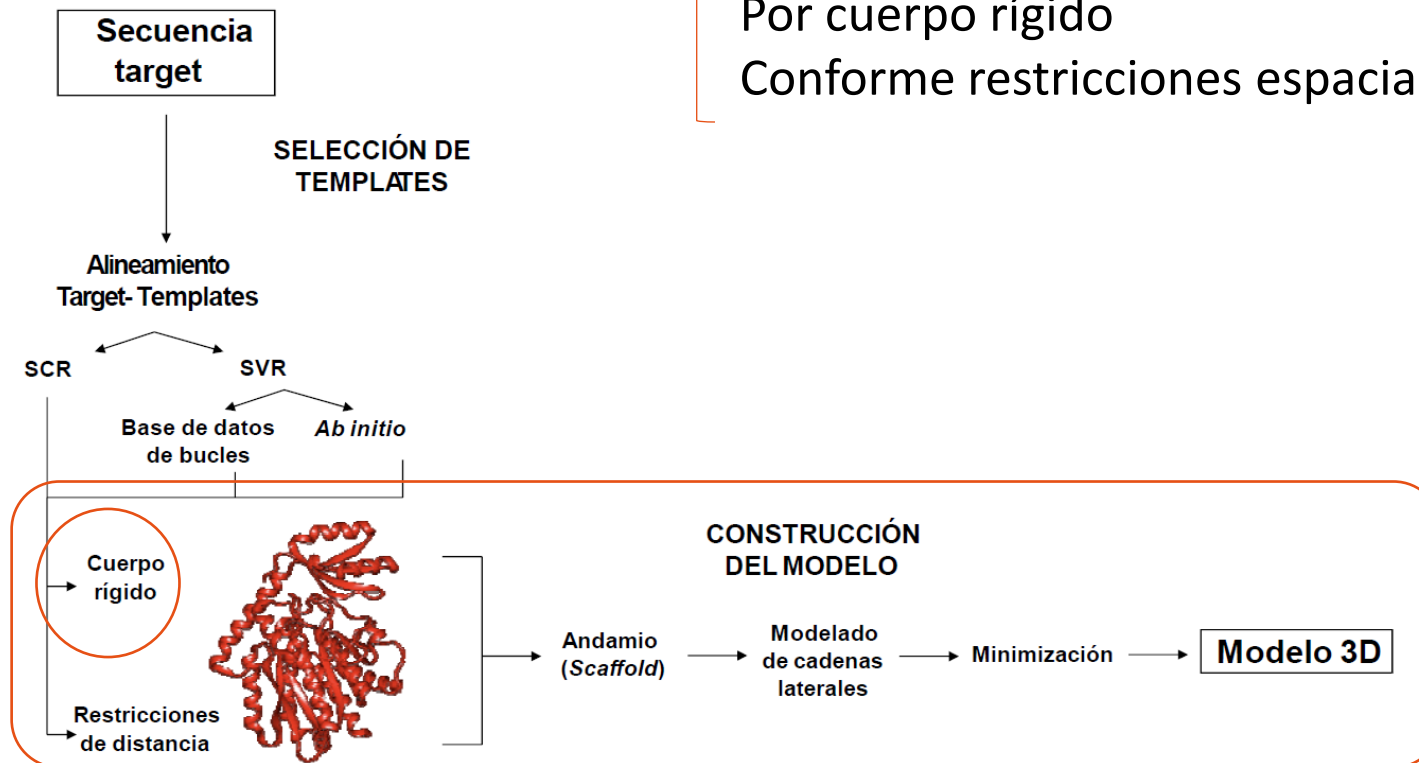 Por cuerpo rígido
Conforme restricciones espacia
Secuencia
target
SELECCIÓN DE
TEMPLATES
Alineamiento
Target- Templates
SCR
SVR
Base de datos
de bucles
Ab initio
CONSTRUCCIÓN
DEL MODELO
Cuerpo
rígido
Restricciones
de distancia
Andamio
(Scaffold)
Modelado
de cadenas
laterales
Minimización
Modelo 3D